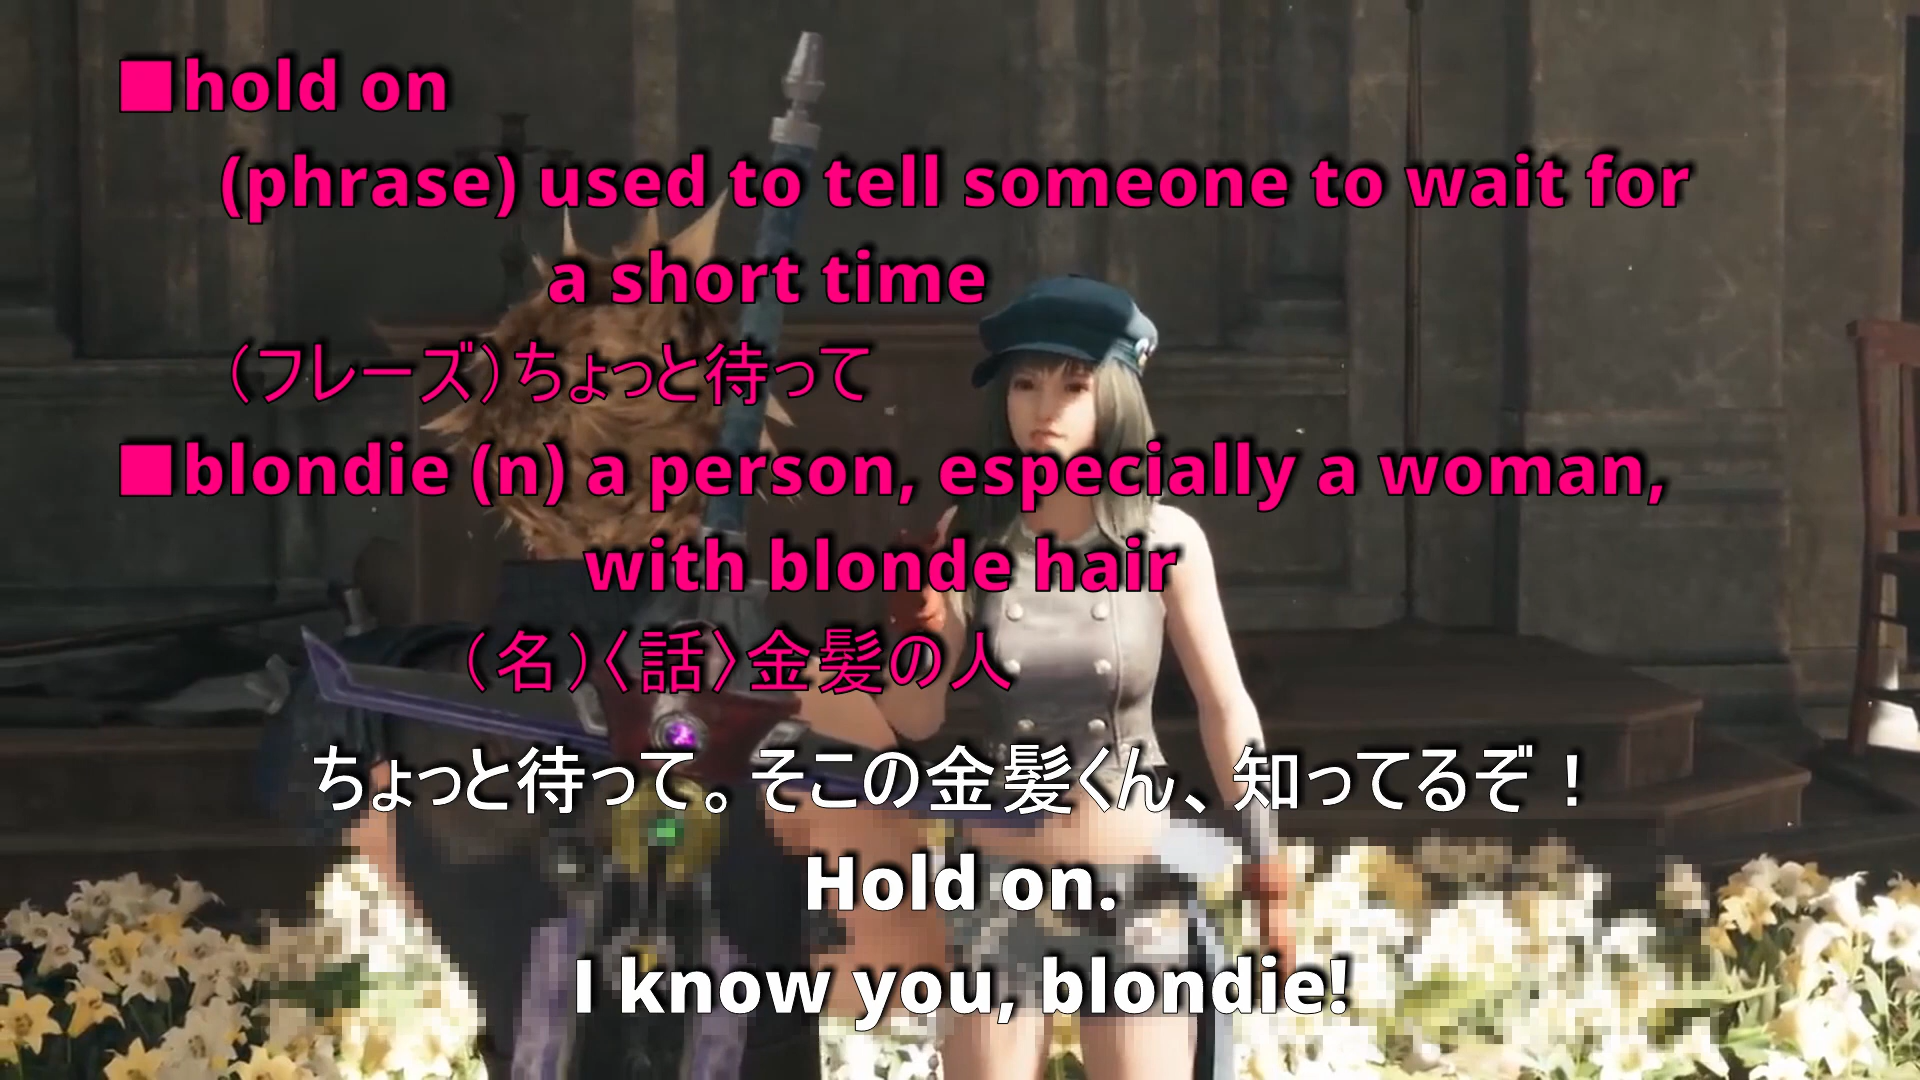 ■hold on
(phrase) used to tell someone to wait for
a short time
（フレーズ）ちょっと待って
■blondie (n) a person, especially a woman,
with blonde hair
（名）〈話〉金髪の人
ちょっと待って。そこの金髪くん、知ってるぞ！
Hold on.
I know you, blondie!